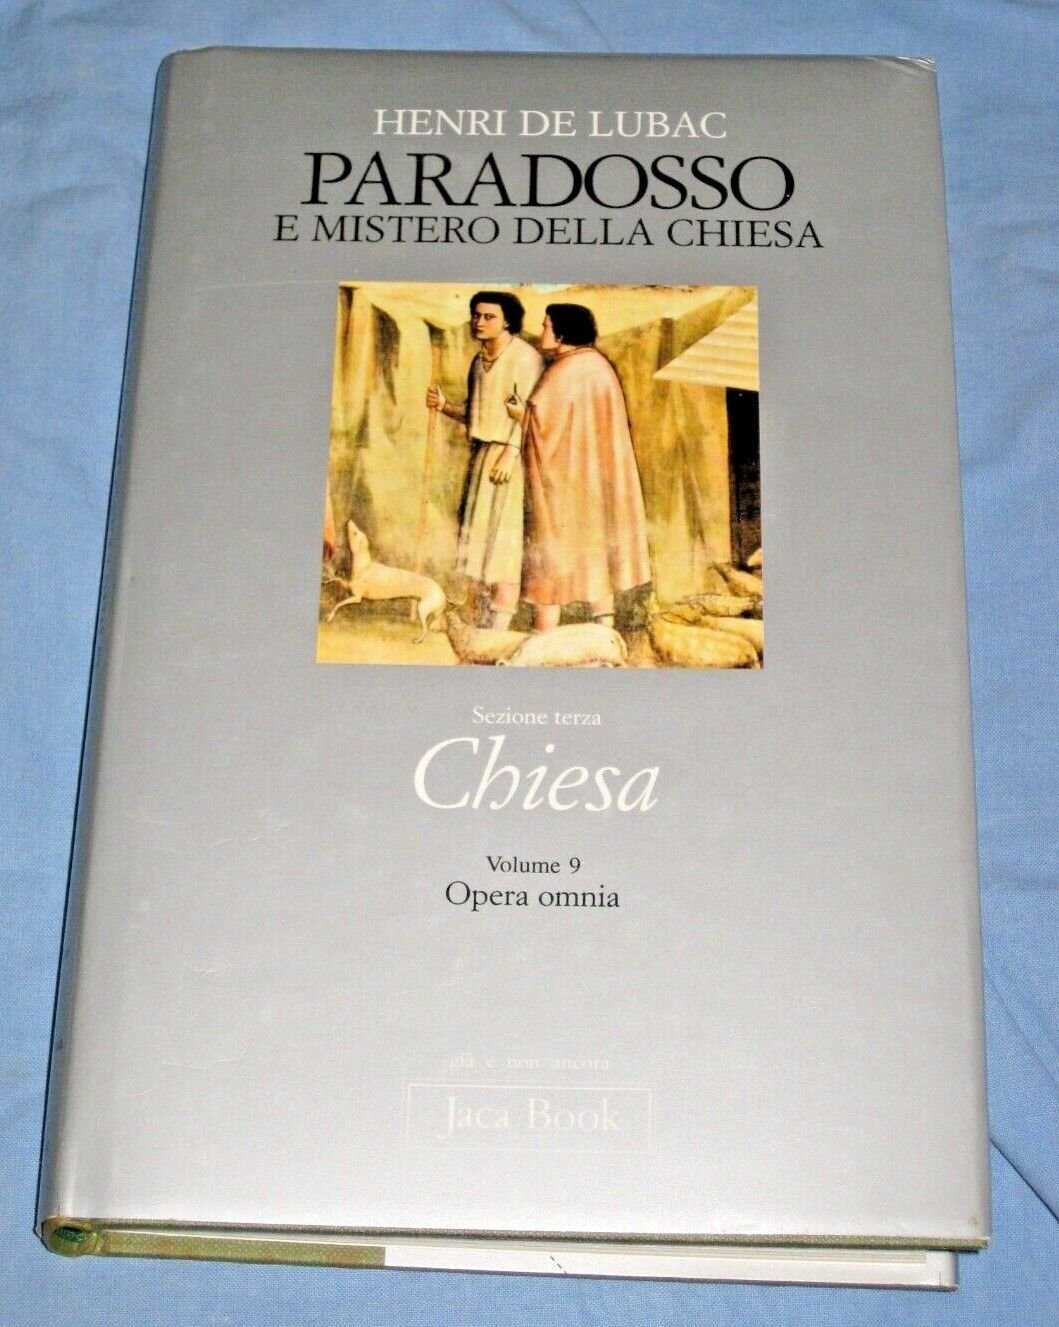 HENRI DE LUBAC
PARADOSSO
E MISTERO DELLA CHIESA
Sezione terza
Chiesa
Volume 9
Opera omnia
già e non ancora
Jaca Book